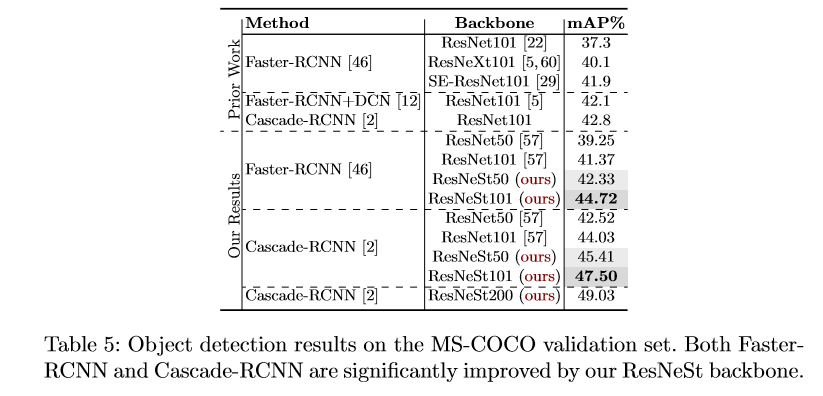 Method Backbone mAP%
Prior Work
Faster-RCNN [46]
ResNet101 [22] 37.3
ResNeXt101 [5,60] 40.1
SE-ResNet101 [29] 41.9
Faster-RCNN+DCN [12] ResNet101 [5] 42.1
Cascade-RCNN [2] ResNet101 42.8
Our Results
Faster-RCNN [46]
ResNet50 [57] 39.25
ResNet101 [57] 41.37
ResNeSt50 (ours) 42.33
ResNeSt101 (ours) 44.72
Cascade-RCNN [2]
ResNet50 [57] 42.52
ResNet101 [57] 44.03
ResNeSt50 (ours) 45.41
ResNeSt101 (ours) 47.50
Cascade-RCNN [2] ResNeSt200 (ours) 49.03
Table 5: Object detection results on the MS-COCO validation set. Both Faster-
RCNN and Cascade-RCNN are significantly improved by our ResNeSt backbone.